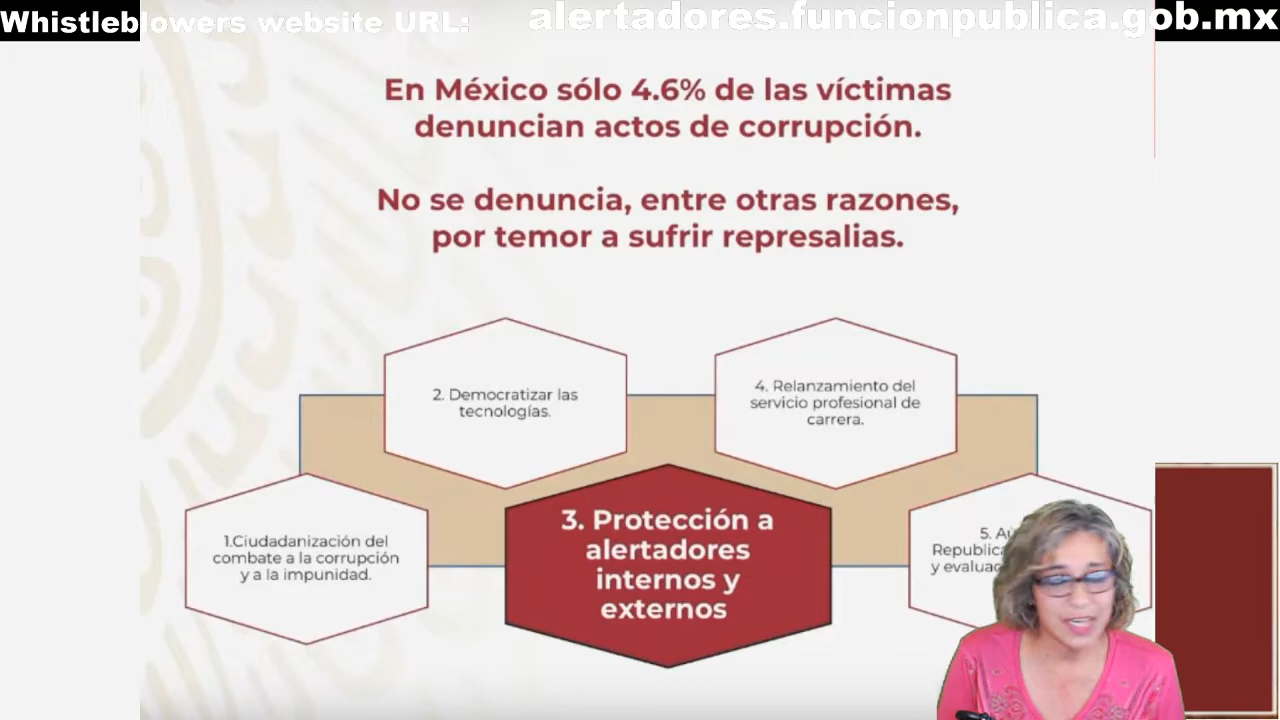 Whistleblowers website URL: alertadores.funcionpublica.gob.mx
En México sólo 4.6% de las víctimas
denuncian actos de corrupción.
No se denuncia, entre otras razones,
por temor a sufrir represalias.
1.Ciudadanización del
combate a la corrupción
y a la impunidad.
2. Democratizar las
tecnologías.
3. Protección a
alertadores
internos y
externos
4. Relanzamiento del
servicio profesional de
carrera.
5.